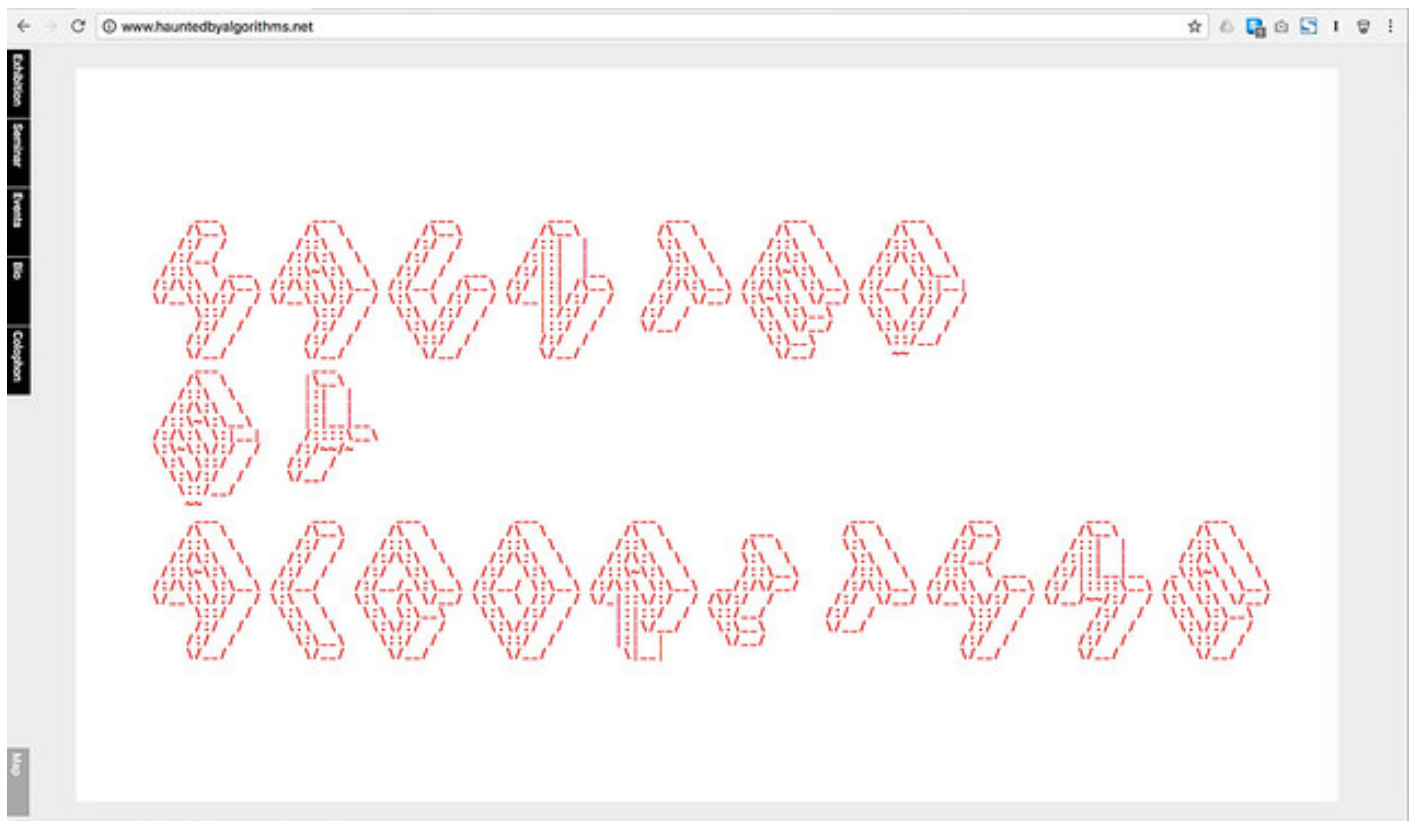 www.hauntedbyalgorithms.net
Exhibition
Seminar
Events
Bio
Colophon
HAUNTED
BY
ALGORITHMS
Map